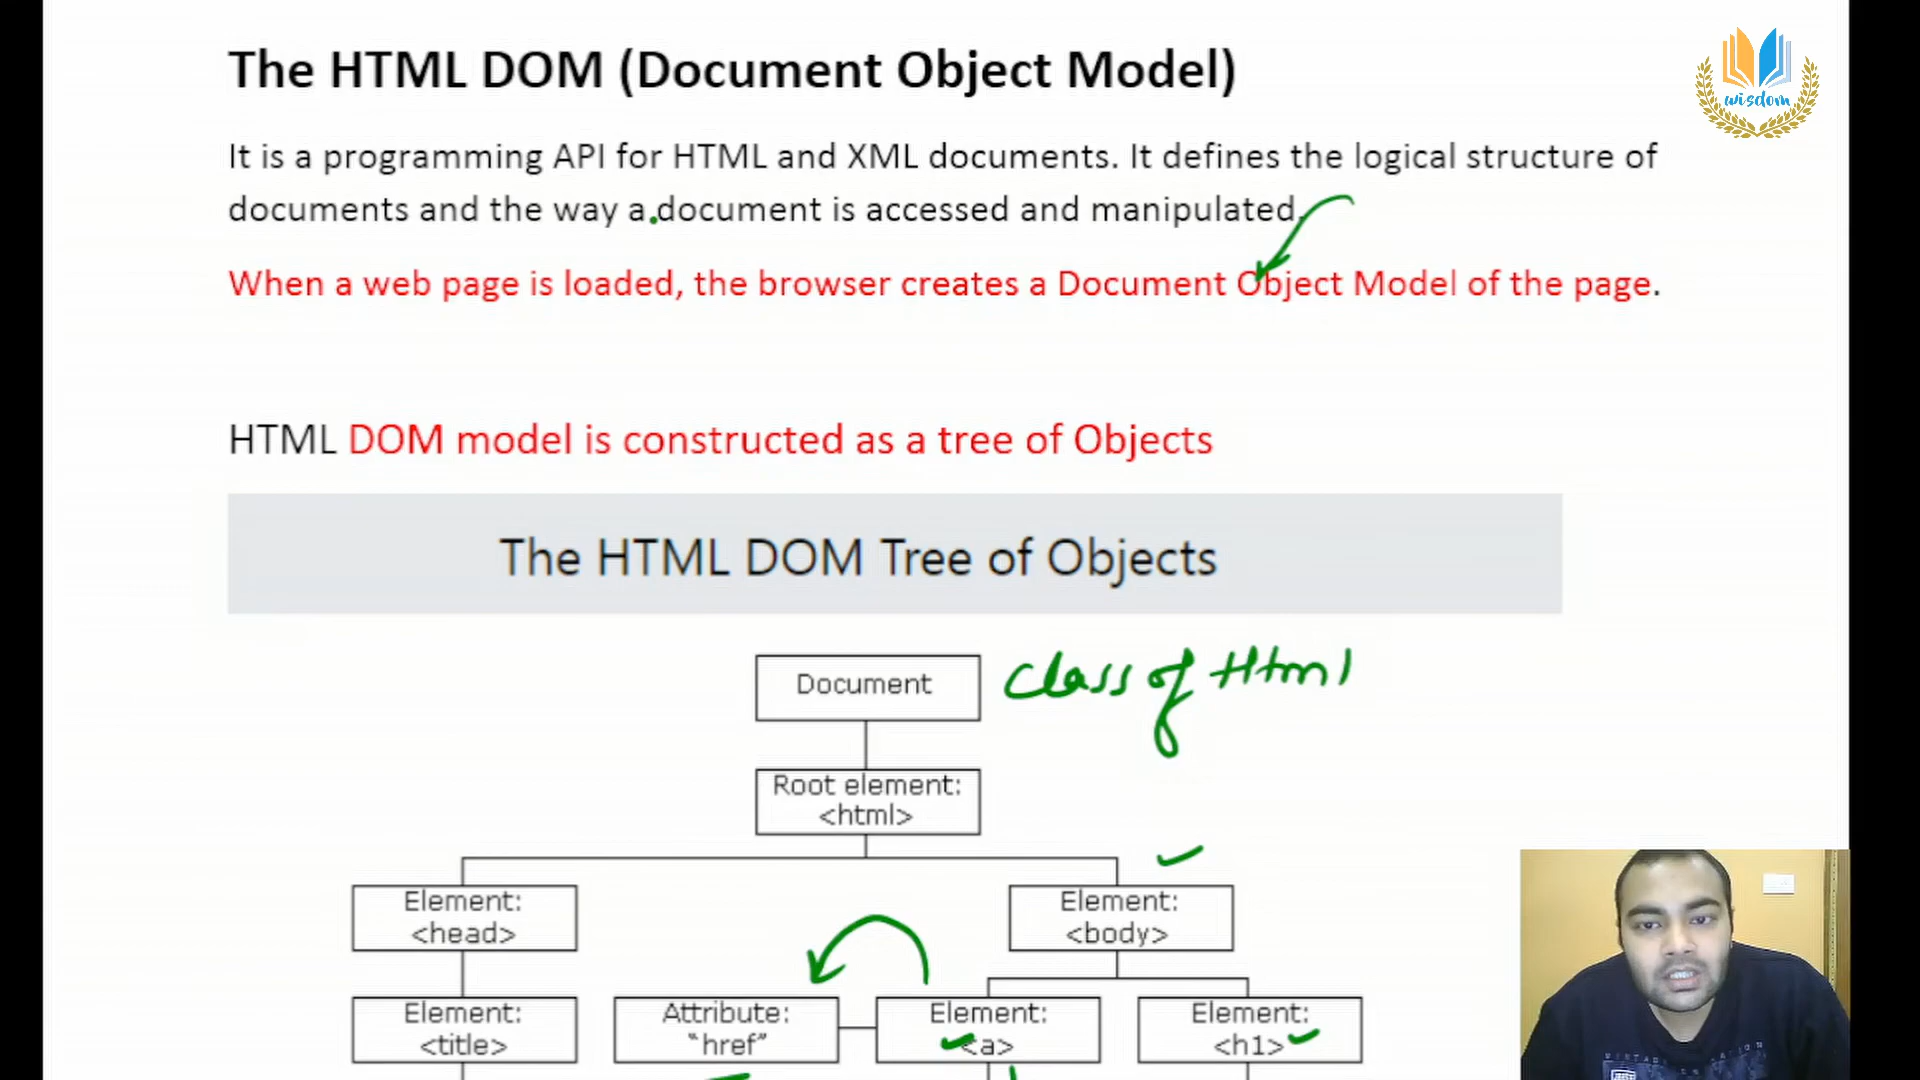 The HTML DOM (Document Object Model)
wisdom
It is a programming API for HTML and XML documents. It defines the logical structure of
documents and the way a document is accessed and manipulated.
When a web page is loaded, the browser creates a Document Object Model of the page.
HTML DOM model is constructed as a tree of Objects
The HTML DOM Tree of Objects
Document
Class of Html
Root element:
<html>
Element:
<head>
Element:
<body>
Element:
<title>
Attribute:
"href"
Element:
<a>
Element:
<h1>